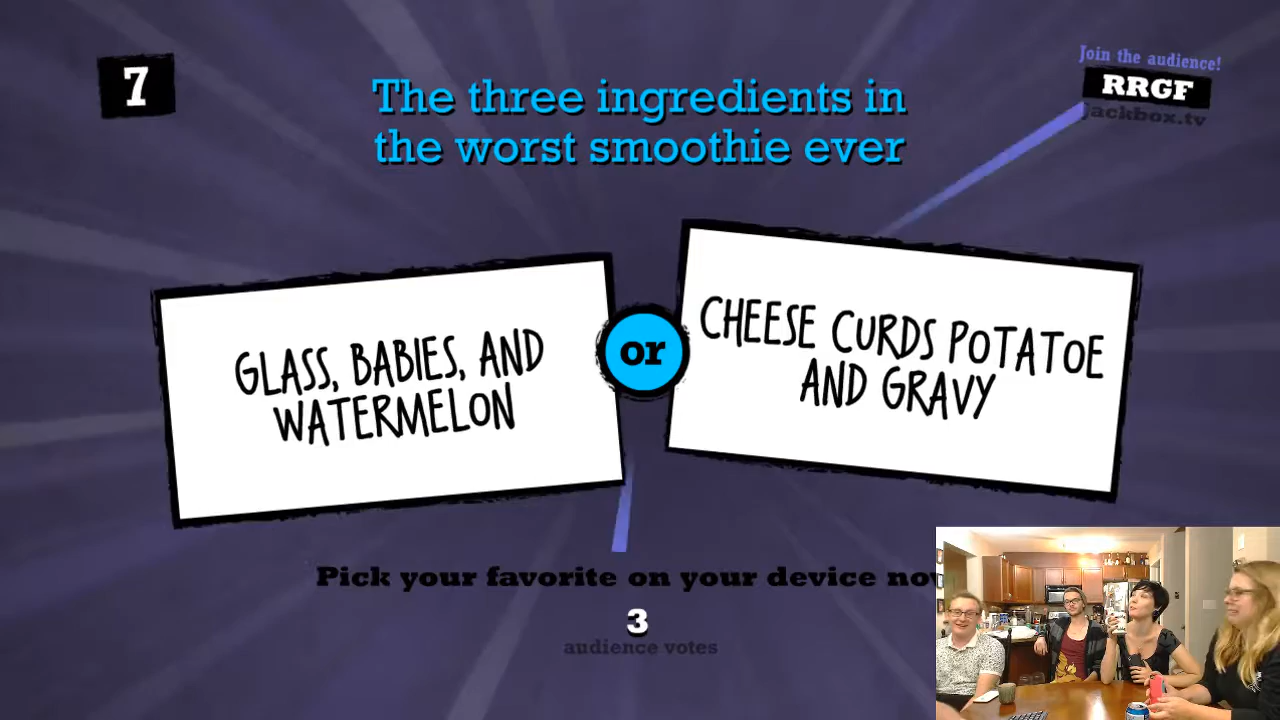 7
The three ingredients in
the worst smoothie ever
Join the audience!
RRGF
jackbox.tv
GLASS, BABIES, AND
WATERMELON
or
CHEESE CURDS POTATOE
AND GRAVY
Pick your favorite on your device now
3
audience votes